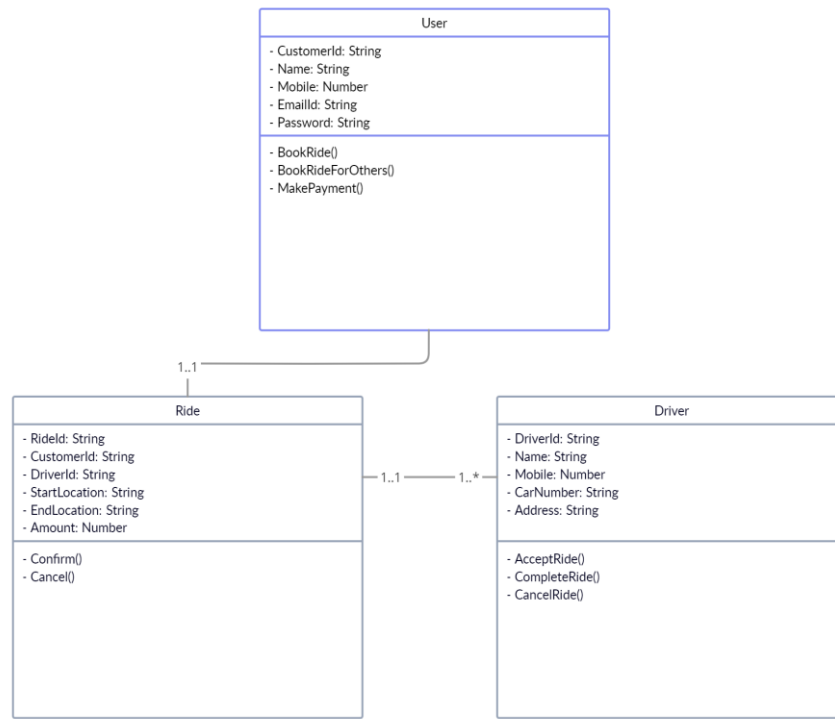 User
- CustomerId: String
- Name: String
- Mobile: Number
- EmailId: String
- Password: String
- BookRide()
- BookRideForOthers()
- MakePayment()
1..1
Ride
- RideId: String
- CustomerId: String
- DriverId: String
- StartLocation: String
- EndLocation: String
- Amount: Number
- Confirm()
- Cancel()
1..1
1..*
Driver
- DriverId: String
- Name: String
- Mobile: Number
- CarNumber: String
- Address: String
- AcceptRide()
- CompleteRide()
- CancelRide()